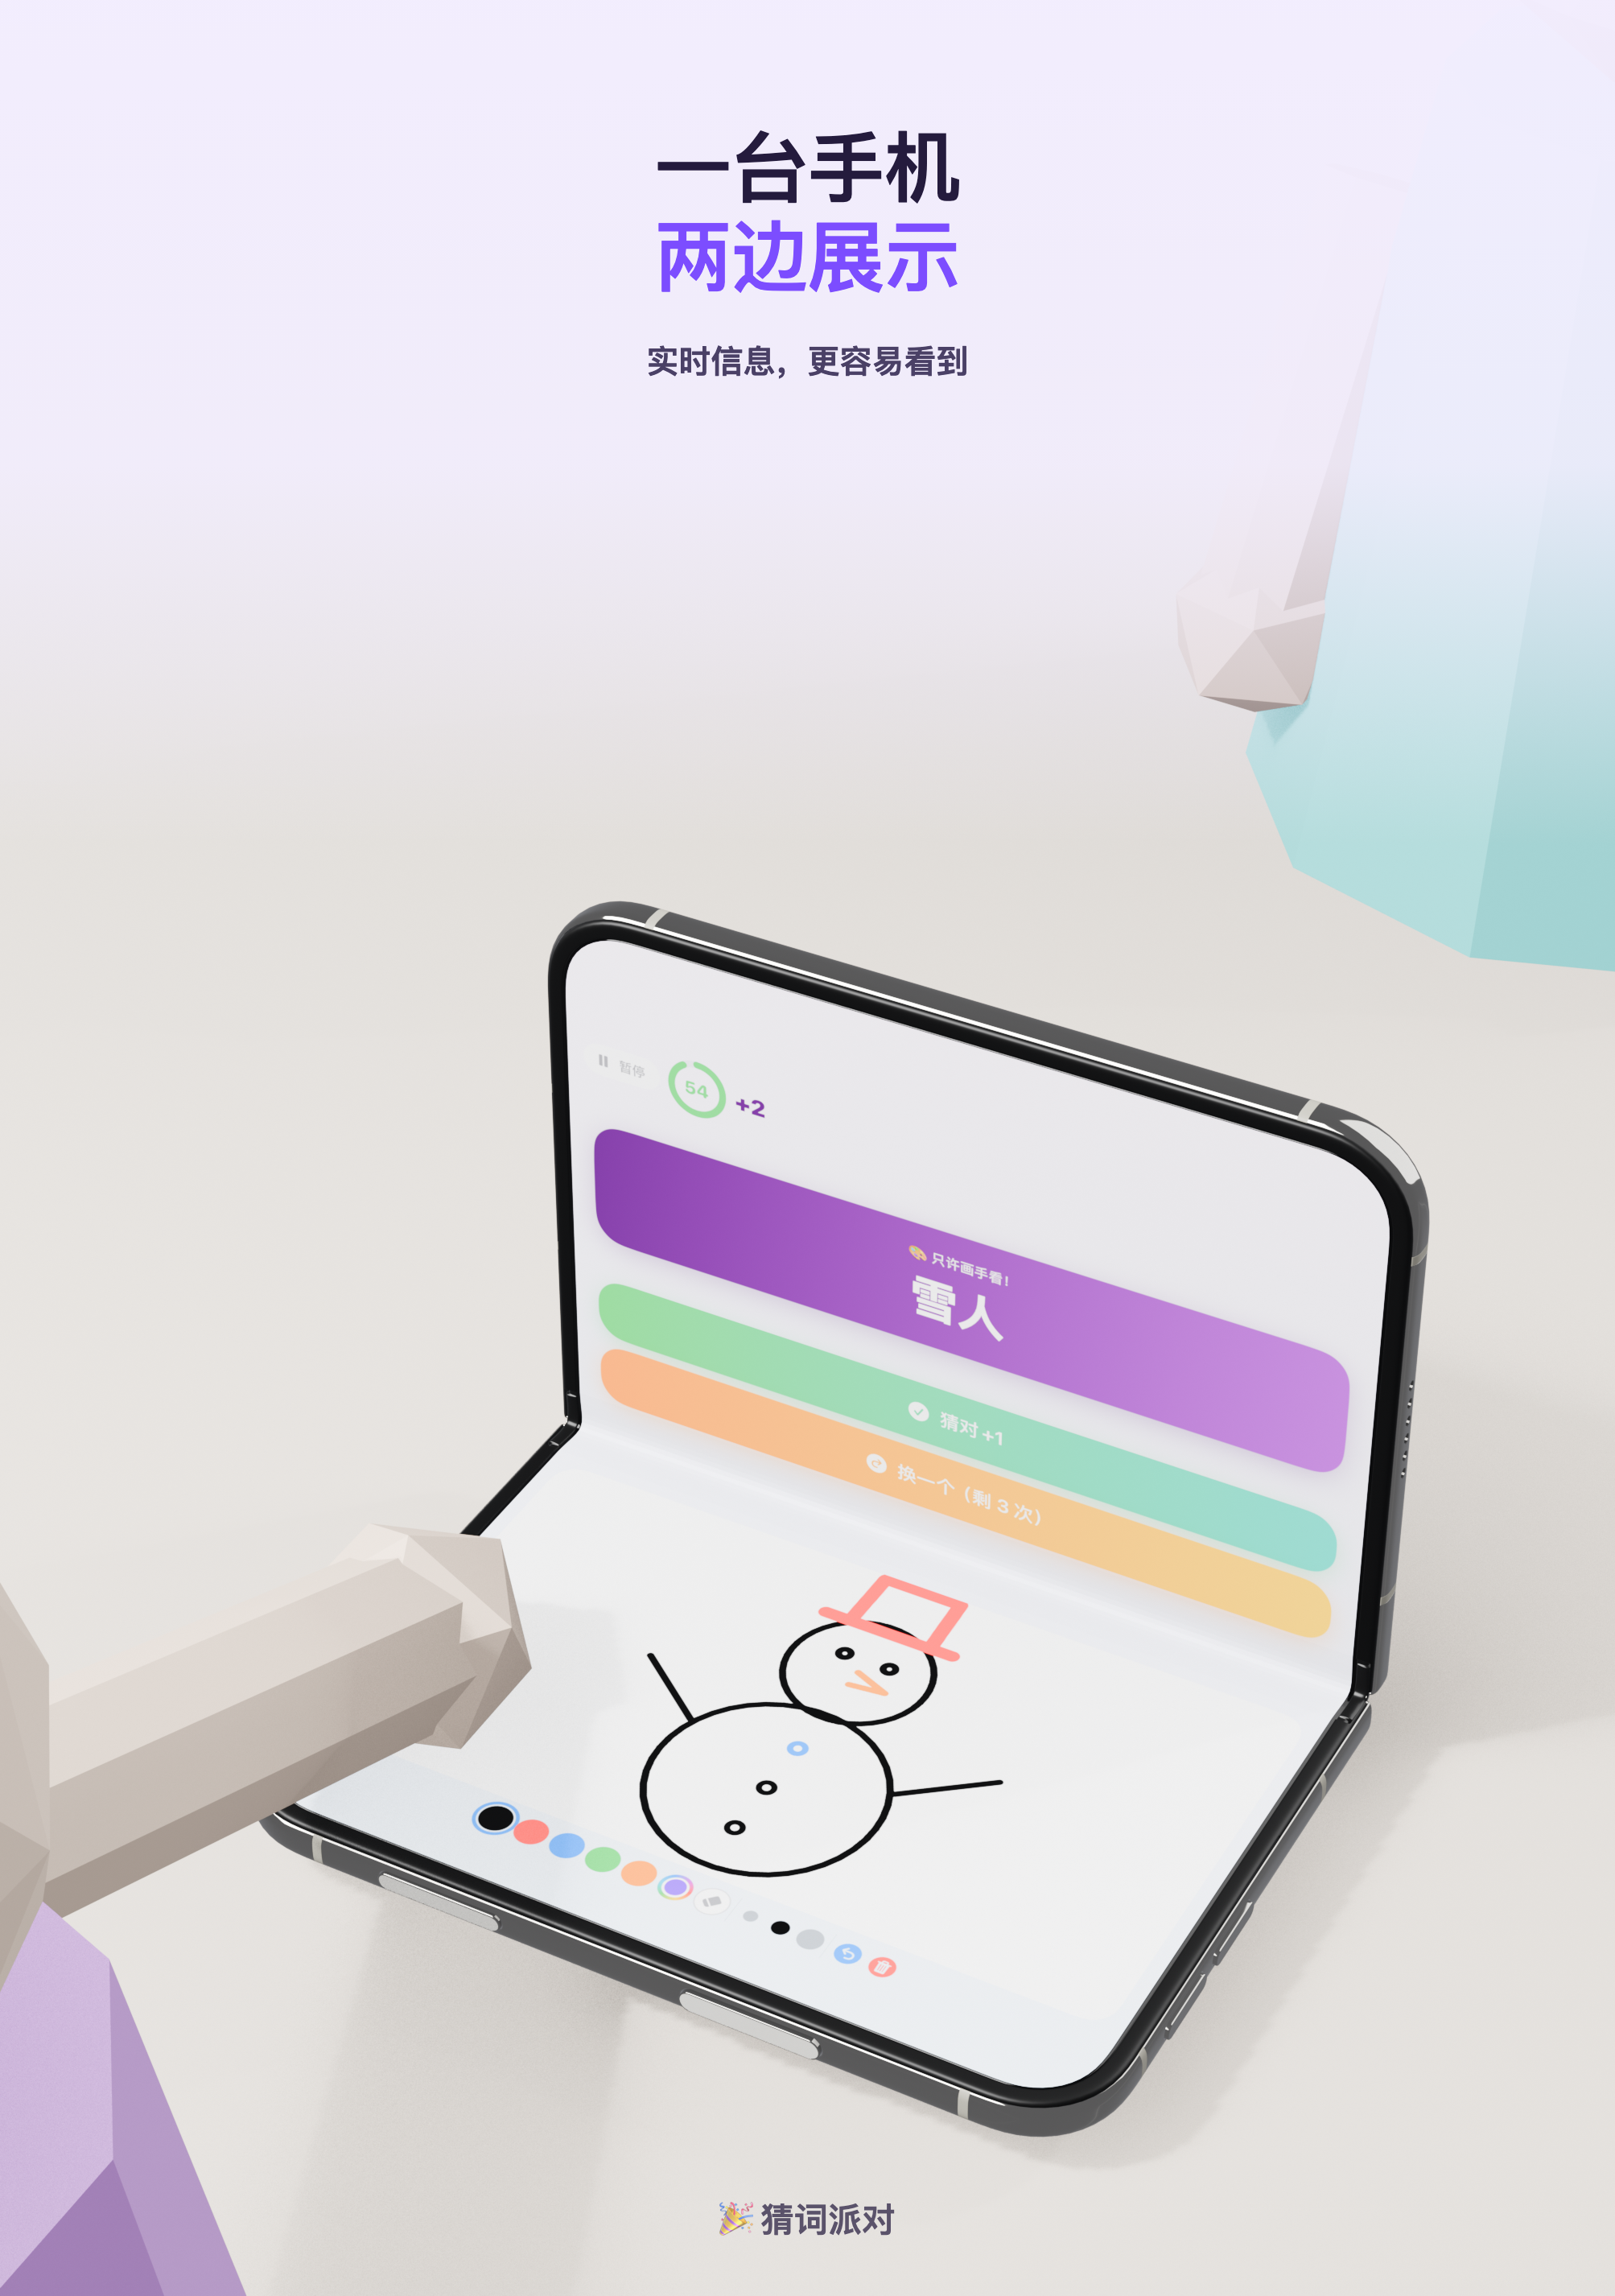 一台手机
两边展示
实时信息，更容易看到
暂停
54
+2
只许画手看！
雪人
猜对 +1
换一个（剩 3 次）
猜词派对